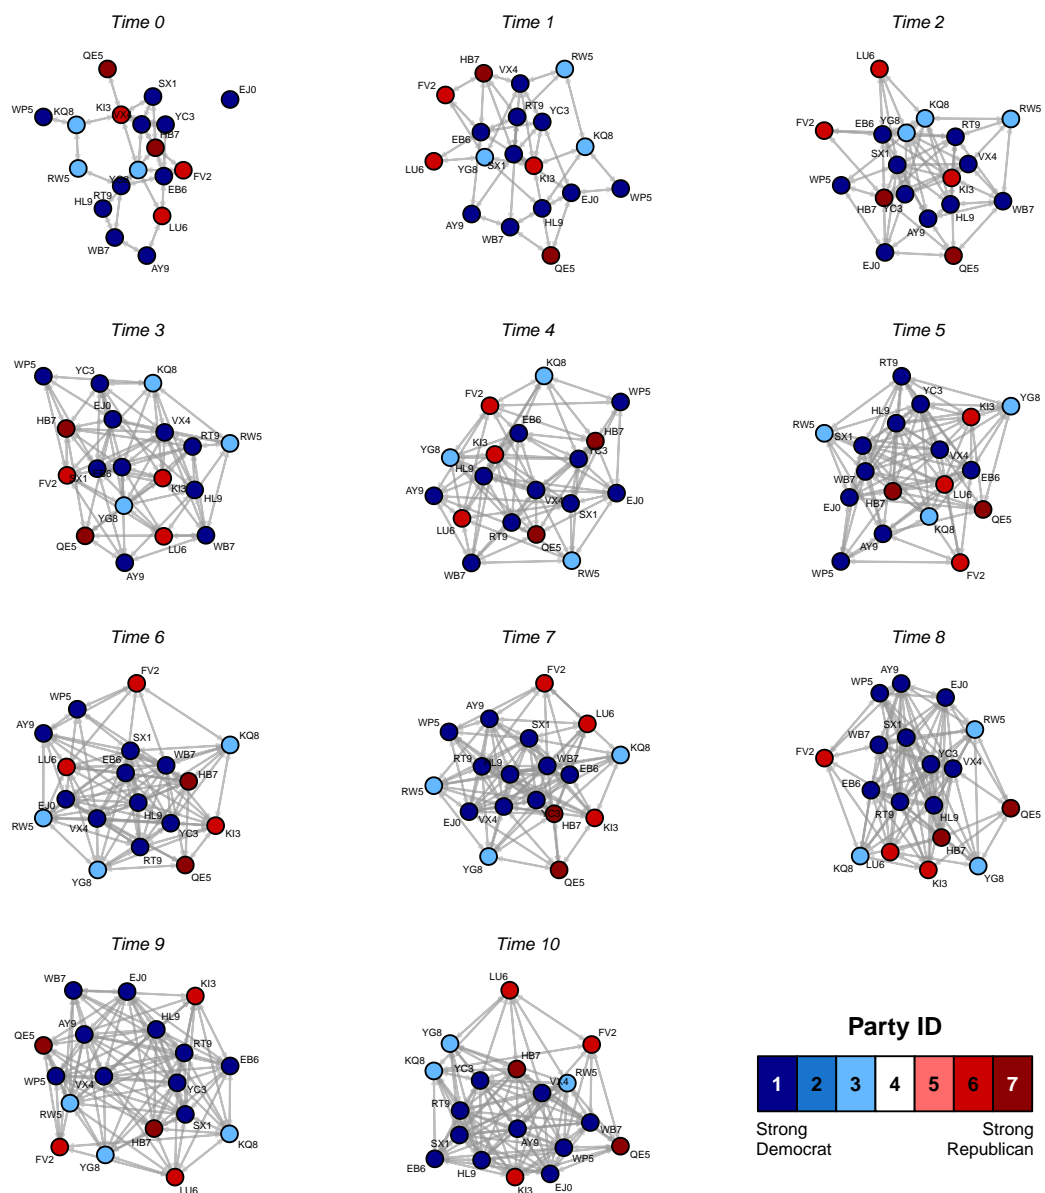 Time 0
QE5
SX1
EJ0
WP5
KQ8
KI3
VX4
YC3
HB7
RW5
FV2
EB6
RT9
HL9
LU6
WB7
AY9
Time 1
HB7
VX4
RW5
FV2
RT9
YC3
EB6
KQ8
LU6
YG8
SX1
KI3
EJ0
WP5
AY9
HL9
WB7
QE5
Time 2
LU6
KQ8
RW5
FV2
EB6
YG8
RT9
SX1
VX4
WP5
KI3
HB7
YC3
HL9
WB7
AY9
EJ0
QE5
Time 3
WP5
YC3
KQ8
EJ0
HB7
VX4
RT9
RW5
FV2
SX1
KI3
HL9
YG8
QE5
LU6
WB7
AY9
Time 4
KQ8
FV2
WP5
EB6
HB7
KI3
YC3
YG8
HL9
AY9
VX4
SX1
EJ0
LU6
RT9
QE5
WB7
RW5
Time 5
RT9
YC3
YG8
HL9
KI3
RW5
SX1
VX4
WB7
EB6
HB7
LU6
EJ0
QE5
KQ8
AY9
WP5
FV2
Time 6
FV2
WP5
AY9
SX1
KQ8
LU6
EB6
WB7
HB7
EJ0
HL9
RW5
VX4
YC3
KI3
RT9
YG8
QE5
Time 7
FV2
AY9
LU6
WP5
SX1
KQ8
RT9
HL9
WB7
EB6
RW5
EJ0
VX4
YC3
HB7
KI3
YG8
QE5
Time 8
AY9
WP5
EJ0
SX1
RW5
WB7
FV2
YC3
VX4
EB6
RT9
HL9
QE5
KQ8
LU6
HB7
KI3
YG8
Time 9
WB7
EJ0
KI3
AY9
HL9
QE5
RT9
EB6
WP5
VX4
YC3
RW5
SX1
HB7
KQ8
FV2
YG8
LU6
Time 10
LU6
YG8
FV2
KQ8
HB7
YC3
VX4
RW5
RT9
WB7
SX1
AY9
EB6
HL9
WP5
QE5
KI3
EJ0
Party ID
1 2 3 4 5 6 7
Strong Strong
Democrat Republican